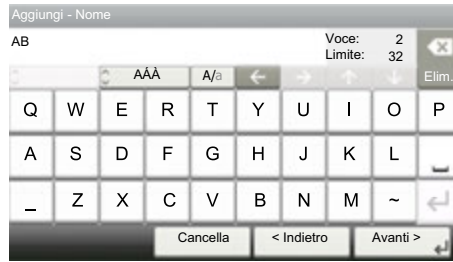 Aggiungi - Nome
AB
Voce: 2
Limite: 32
AÁÀ A/a Elim.
Q W E R T Y U I O P
A S D F G H J K L
_ Z X C V B N M ~
Cancella < Indietro Avanti >